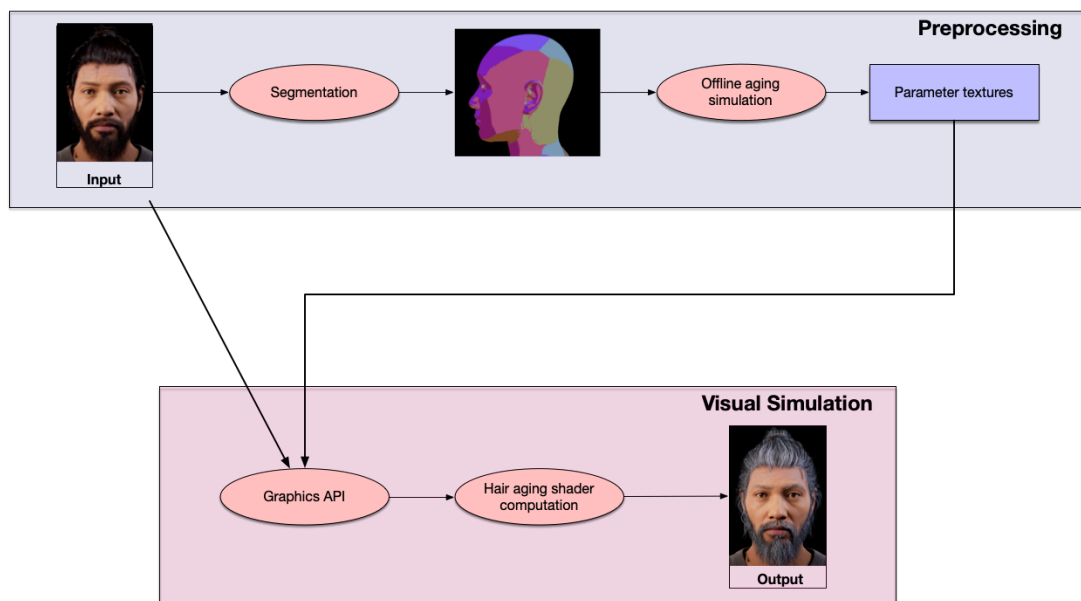 Preprocessing
Input
Segmentation
Offline aging
simulation
Parameter textures
Visual Simulation
Graphics API
Hair aging shader
computation
Output